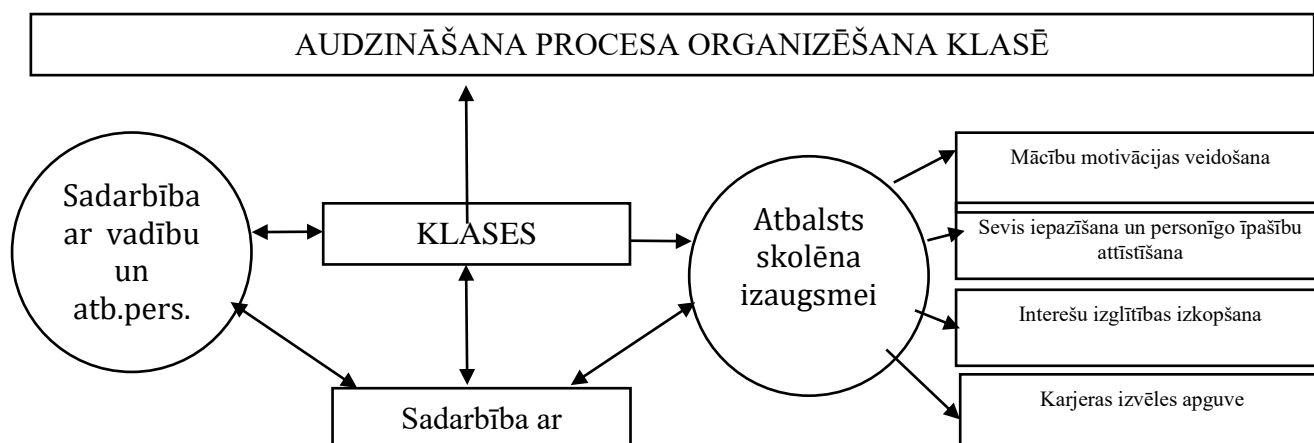 AUDZINĀŠANA PROCESA ORGANIZĒŠANA KLASĒ
Sadarbība
ar vadību
un
atb.pers.
KLASES
Atbalsts
skolēna
izaugsmei
Mācību motivācijas veidošana
Sevis iepazīšana un personīgo īpašību
attīstīšana
Interešu izglītības izkopšana
Karjeras izvēles apguve
Sadarbība ar